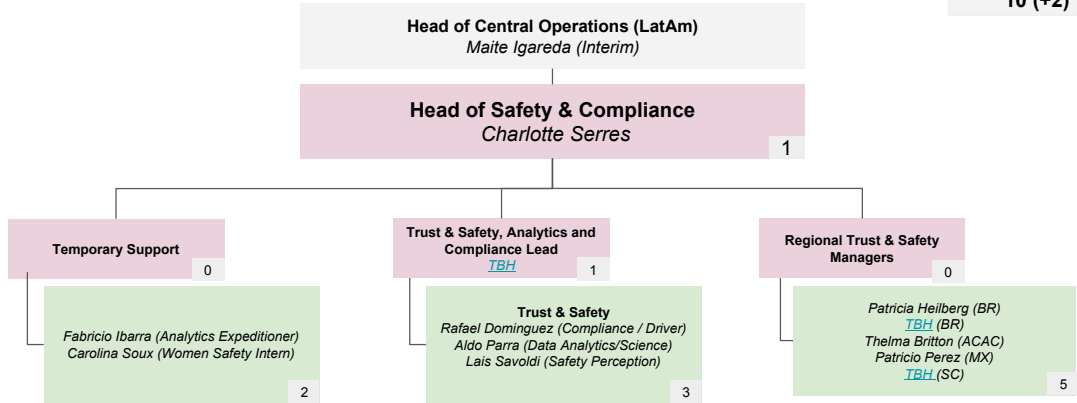 10 (+2)
Head of Central Operations (LatAm)
Maite Igareda (Interim)
Head of Safety & Compliance
Charlotte Serres
1
Temporary Support
0
Trust & Safety, Analytics and
Compliance Lead
TBH
1
Regional Trust & Safety
Managers
0
Fabricio Ibarra (Analytics Expeditioner)
Carolina Soux (Women Safety Intern)
2
Trust & Safety
Rafael Dominguez (Compliance / Driver)
Aldo Parra (Data Analytics/Science)
Lais Savoldi (Safety Perception)
3
Patricia Heilberg (BR)
TBH (BR)
Thelma Britton (ACAC)
Patricio Perez (MX)
TBH (SC)
5